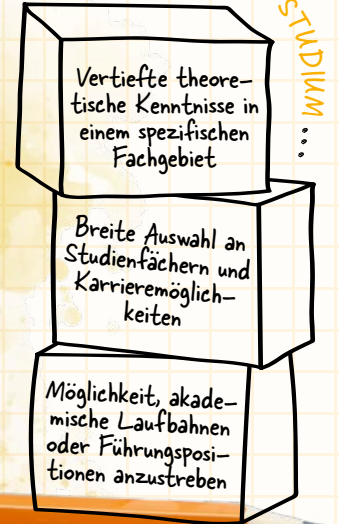 STUDIUM...
Vertiefte theore-
tische Kenntnisse in
einem spezifischen
Fachgebiet
Breite Auswahl an
Studienfächern und
Karrieremöglich-
keiten
Möglichkeit, akade-
mische Laufbahnen
oder Führungsposi-
tionen anzustreben